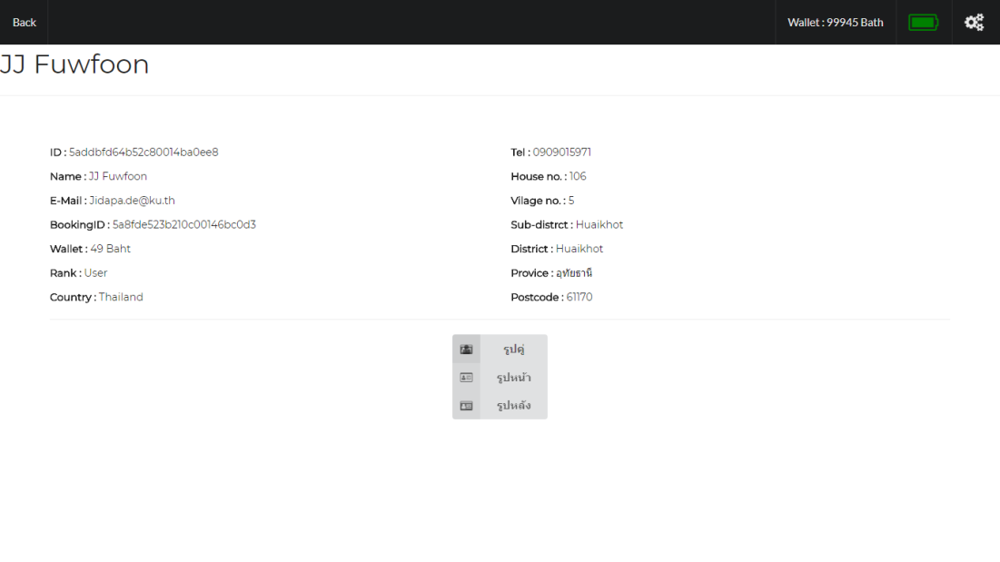 Back
Wallet : 99945 Bath
JJ Fuwfoon
ID : 5addbfd64b52c80014ba0ee8
Name : JJ Fuwfoon
E-Mail : Jidapa.de@ku.th
BookingID : 5a8fde523b210c00146bc0d3
Wallet : 49 Baht
Rank : User
Country : Thailand
Tel : 0909015971
House no. : 106
Vilage no. : 5
Sub-distrct : Huaikhot
District : Huaikhot
Provice : อุทัยธานี
Postcode : 61170
รูปคู่
รูปหน้า
รูปหลัง